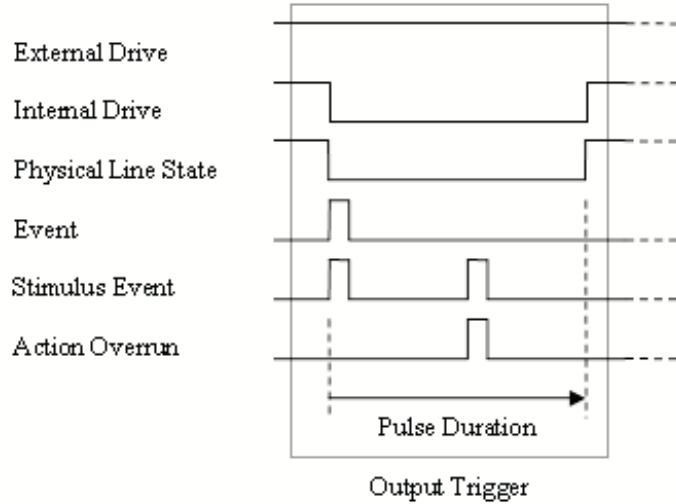 External Drive
Internal Drive
Physical Line State
Event
Stimulus Event
Action Overrun
Pulse Duration
Output Trigger